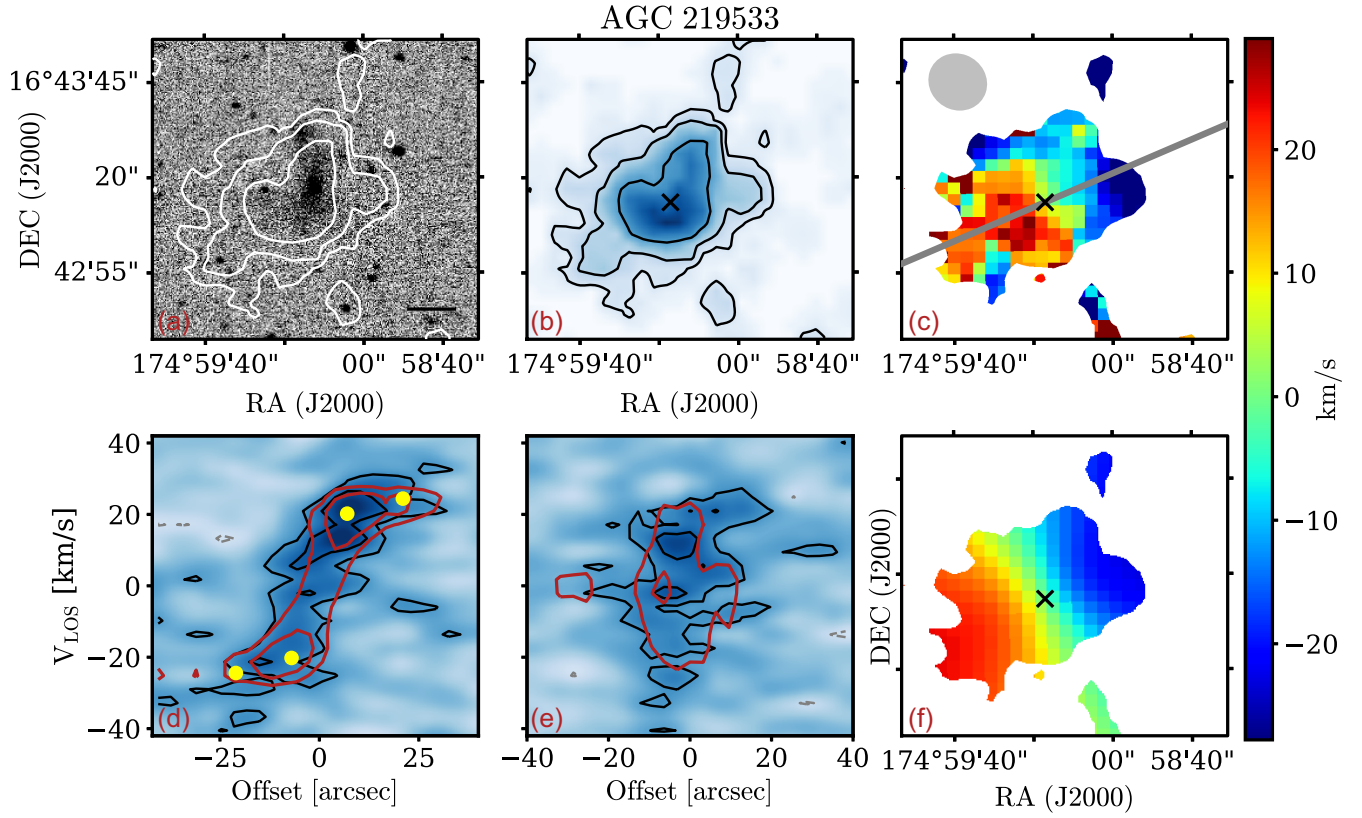 AGC 219533
DEC (J2000)
16°43'45"
20"
42'55"
(a)
(b)
(c)
174°59'40" 00" 58'40"
174°59'40" 00" 58'40"
174°59'40" 00" 58'40"
RA (J2000)
RA (J2000)
20
10
0
−10
−20
km/s
V_LOS [km/s]
40
20
0
−20
−40
(d)
(e)
(f)
DEC (J2000)
−25 0 25
−40 −20 0 20 40
174°59'40" 00" 58'40"
Offset [arcsec]
Offset [arcsec]
RA (J2000)